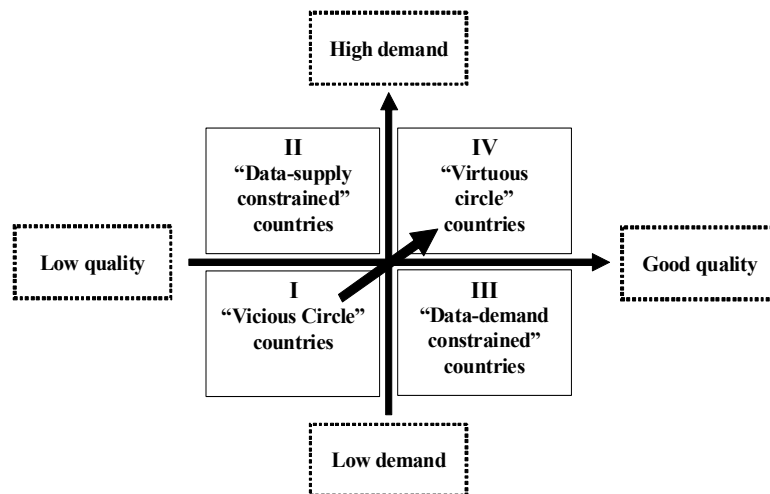 High demand
II
“Data-supply
constrained”
countries
IV
“Virtuous
circle”
countries
Low quality
Good quality
I
“Vicious Circle”
countries
III
“Data-demand
constrained”
countries
Low demand